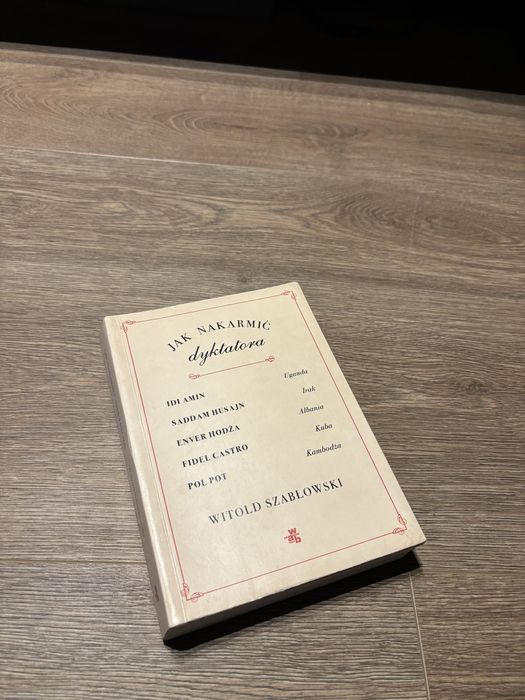 JAK NAKARMIĆ
dyktatora
IDI AMIN Uganda
SADDAM HUSAJN Irak
ENVER HODŻA Albania
FIDEL CASTRO Kuba
POL POT Kambodża
WITOLD SZABŁOWSKI
w.a.b